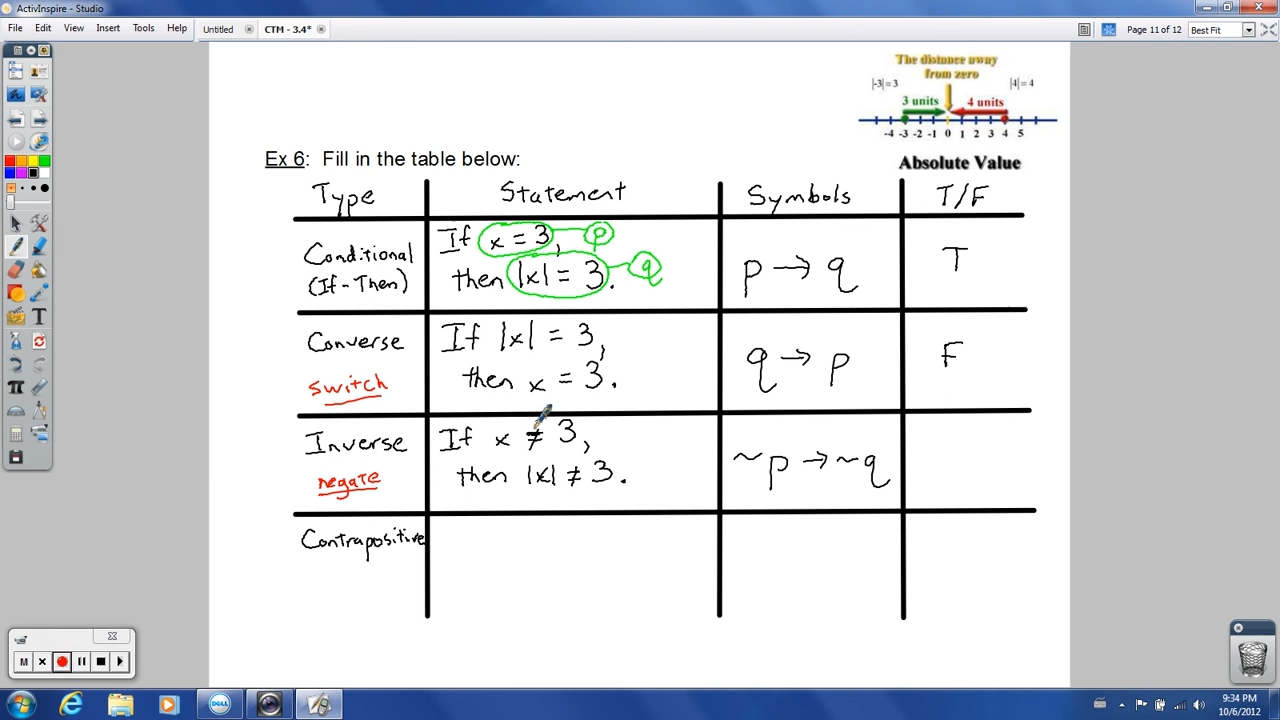 ActivInspire - Studio
File Edit View Insert Tools Help
Untitled
CTM - 3.4*
Page 11 of 12
Best Fit
The distance away
from zero
|-3|=3
|4|=4
3 units
4 units
-4 -3 -2 -1 0 1 2 3 4 5
Absolute Value
Ex 6: Fill in the table below:
Type Statement Symbols T/F
Conditional
(If-Then)
If x = 3, p
then |x| = 3. q
p → q
T
Converse
switch
If |x| = 3,
then x = 3.
q → p
F
Inverse
negate
If x ≠ 3,
then |x| ≠ 3.
~p → ~q
Contrapositive
M
DELL
9:34 PM
10/6/2012